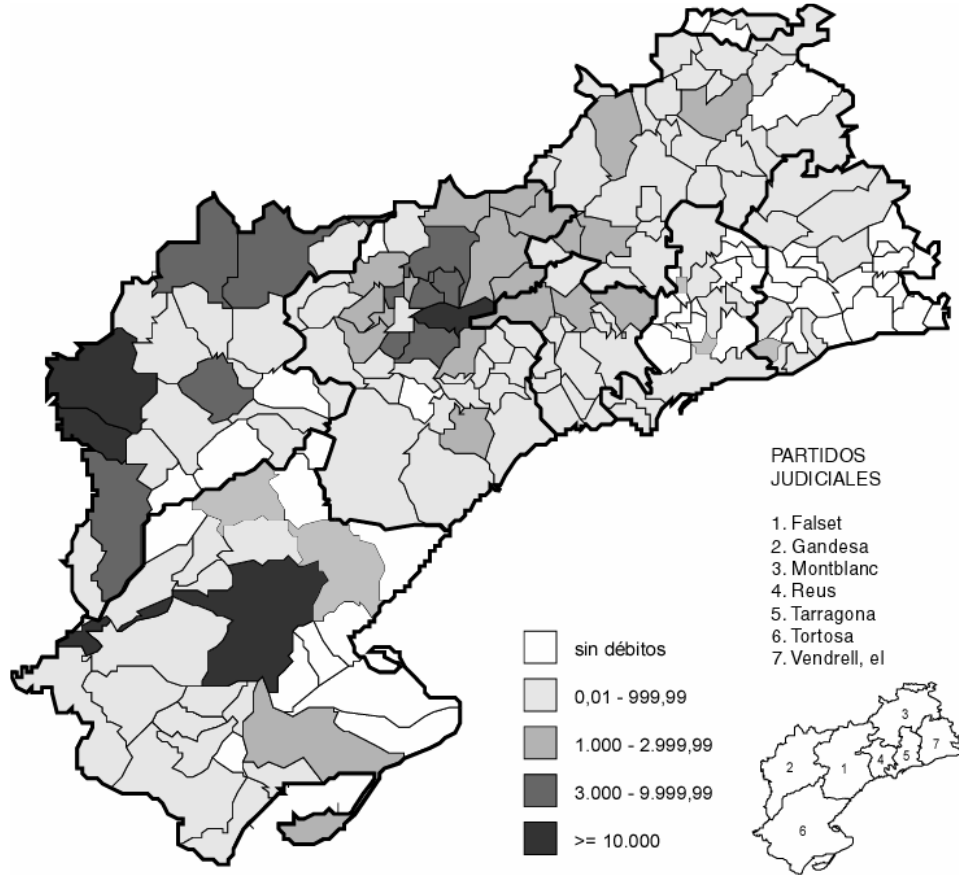 PARTIDOS
JUDICIALES
1. Falset
2. Gandesa
3. Montblanc
4. Reus
5. Tarragona
6. Tortosa
7. Vendrell, el
sin débitos
0,01 - 999,99
1.000 - 2.999,99
3.000 - 9.999,99
>= 10.000
3
7
5
4
2
1
6